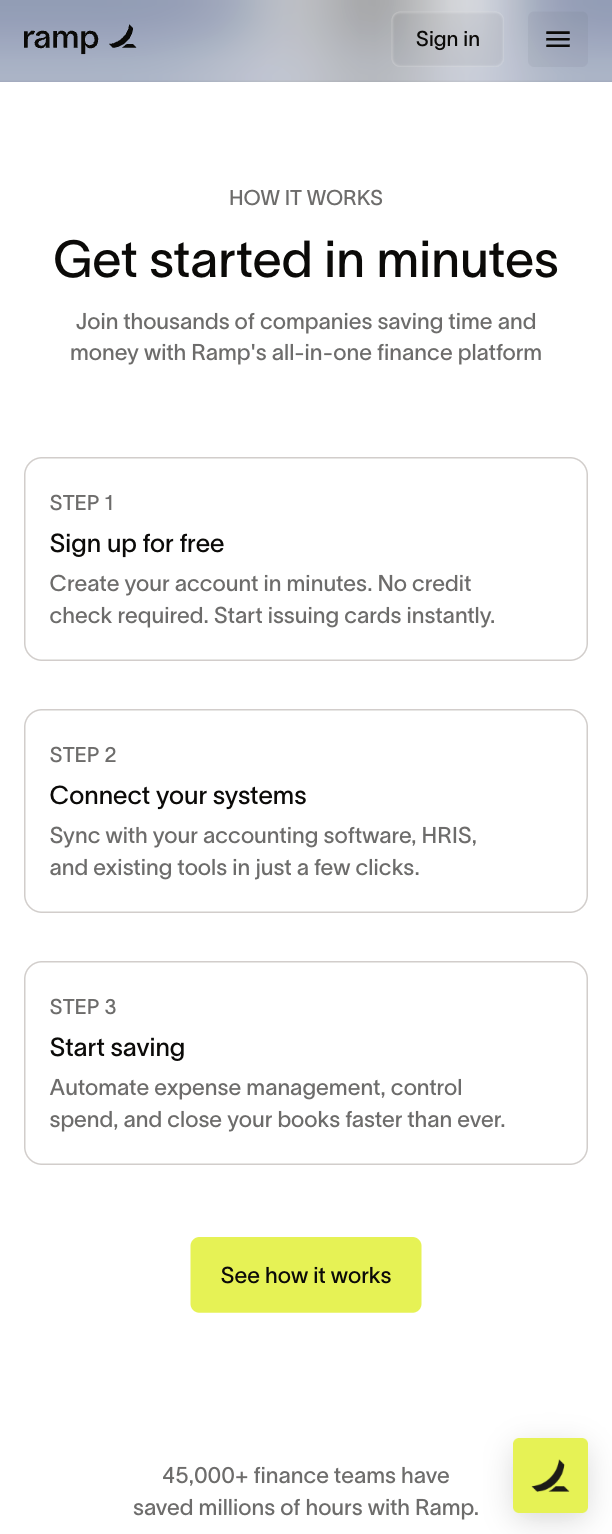 ramp
Sign in
HOW IT WORKS
Get started in minutes
Join thousands of companies saving time and
money with Ramp's all-in-one finance platform
STEP 1
Sign up for free
Create your account in minutes. No credit
check required. Start issuing cards instantly.
STEP 2
Connect your systems
Sync with your accounting software, HRIS,
and existing tools in just a few clicks.
STEP 3
Start saving
Automate expense management, control
spend, and close your books faster than ever.
See how it works
45,000+ finance teams have
saved millions of hours with Ramp.